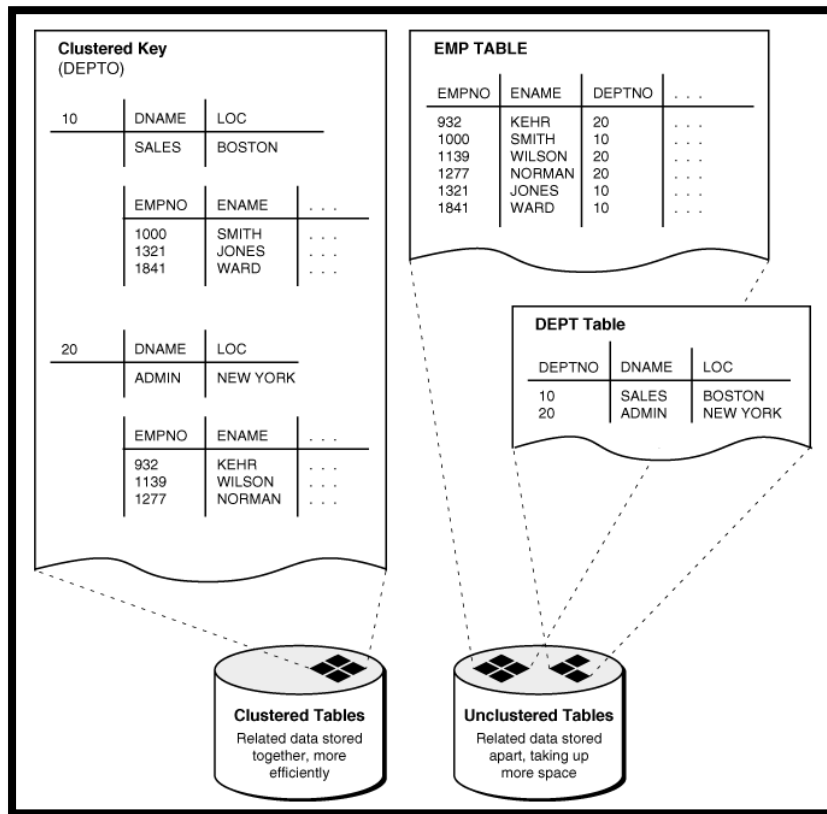 Clustered Key
(DEPTO)
10 DNAME LOC
SALES BOSTON
EMPNO ENAME . . .
1000 SMITH . . .
1321 JONES . . .
1841 WARD . . .
20 DNAME LOC
ADMIN NEW YORK
EMPNO ENAME . . .
932 KEHR . . .
1139 WILSON . . .
1277 NORMAN . . .
EMP TABLE
EMPNO ENAME DEPTNO . . .
932 KEHR 20 . . .
1000 SMITH 10 . . .
1139 WILSON 20 . . .
1277 NORMAN 20 . . .
1321 JONES 10 . . .
1841 WARD 10 . . .
DEPT Table
DEPTNO DNAME LOC
10 SALES BOSTON
20 ADMIN NEW YORK
Clustered Tables
Related data stored
together, more
efficiently
Unclustered Tables
Related data stored
apart, taking up
more space